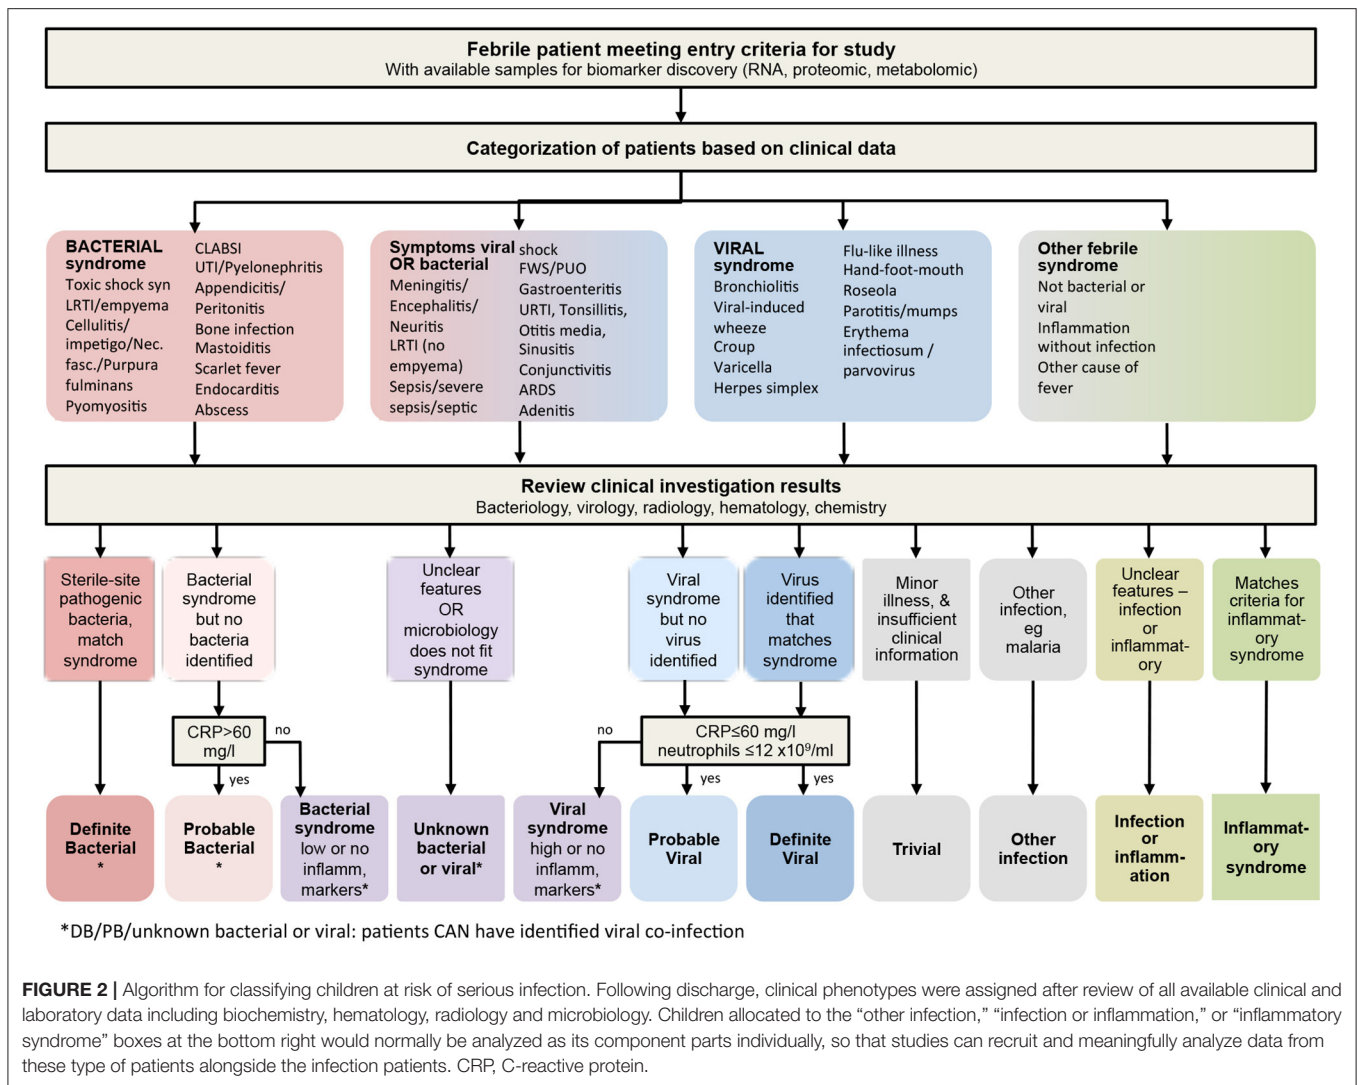 Febrile patient meeting entry criteria for study
With available samples for biomarker discovery (RNA, proteomic, metabolomic)
Categorization of patients based on clinical data
BACTERIAL
syndrome
Toxic shock syn
LRTI/empyema
Cellulitis/
impetigo/Nec.
fasc./Purpura
fulminans
Pyomyositis
CLABSI
UTI/Pyelonephritis
Appendicitis/
Peritonitis
Bone infection
Mastoiditis
Scarlet fever
Endocarditis
Abscess
Symptoms viral
OR bacterial
Meningitis/
Encephalitis/
Neuritis
LRTI (no
empyema)
Sepsis/severe
sepsis/septic
shock
FWS/PUO
Gastroenteritis
URTI, Tonsillitis,
Otitis media,
Sinusitis
Conjunctivitis
ARDS
Adenitis
VIRAL
syndrome
Bronchiolitis
Viral-induced
wheeze
Croup
Varicella
Herpes simplex
Flu-like illness
Hand-foot-mouth
Roseola
Parotitis/mumps
Erythema
infectiosum /
parvovirus
Other febrile
syndrome
Not bacterial or
viral
Inflammation
without infection
Other cause of
fever
Review clinical investigation results
Bacteriology, virology, radiology, hematology, chemistry
Sterile-site
pathogenic
bacteria,
match
syndrome
Bacterial
syndrome
but no
bacteria
identified
Unclear
features
OR
microbiology
does not fit
syndrome
Viral
syndrome
but no
virus
identified
Virus
identified
that
matches
syndrome
Minor
illness, &
insufficient
clinical
information
Other
infection,
eg
malaria
Unclear
features –
infection
or
inflammat-
ory
Matches
criteria for
inflammat-
ory
syndrome
CRP>60
mg/l
no
yes
no
CRP≤60 mg/l
neutrophils ≤12 x10⁹/ml
yes
yes
Definite
Bacterial
*
Probable
Bacterial
*
Bacterial
syndrome
low or no
inflamm,
markers*
Unknown
bacterial
or viral*
Viral
syndrome
high or no
inflamm,
markers*
Probable
Viral
Definite
Viral
Trivial
Other
infection
Infection
or
inflamm-
ation
Inflammat-
ory
syndrome
*DB/PB/unknown bacterial or viral: patients CAN have identified viral co-infection
FIGURE 2 | Algorithm for classifying children at risk of serious infection. Following discharge, clinical phenotypes were assigned after review of all available clinical and
laboratory data including biochemistry, hematology, radiology and microbiology. Children allocated to the “other infection,” “infection or inflammation,” or “inflammatory
syndrome” boxes at the bottom right would normally be analyzed as its component parts individually, so that studies can recruit and meaningfully analyze data from
these type of patients alongside the infection patients. CRP, C-reactive protein.